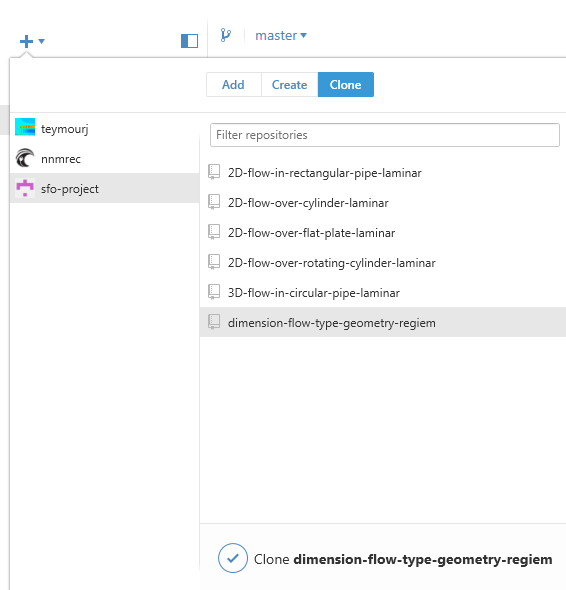 master
Add Create Clone
teymourj
nnmrec
sfo-project
Filter repositories
2D-flow-in-rectangular-pipe-laminar
2D-flow-over-cylinder-laminar
2D-flow-over-flat-plate-laminar
2D-flow-over-rotating-cylinder-laminar
3D-flow-in-circular-pipe-laminar
dimension-flow-type-geometry-regiem
Clone dimension-flow-type-geometry-regiem